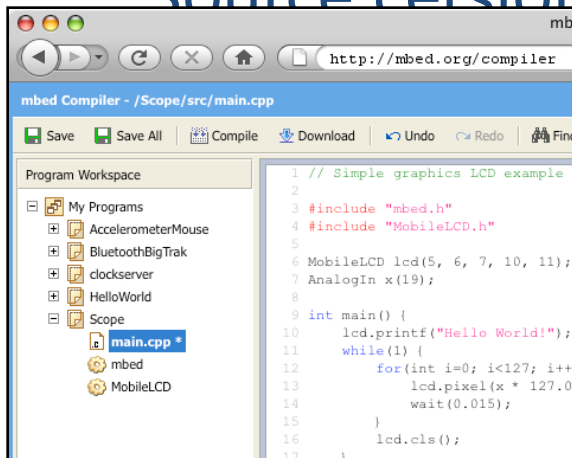 Source version
mb
http://mbed.org/compiler
mbed Compiler - /Scope/src/main.cpp
Save Save All Compile Download Undo Redo Fin
Program Workspace
My Programs
AccelerometerMouse
BluetoothBigTrak
clockserver
HelloWorld
Scope
main.cpp *
mbed
MobileLCD
1 // Simple graphics LCD example
2
3 #include "mbed.h"
4 #include "MobileLCD.h"
5
6 MobileLCD lcd(5, 6, 7, 10, 11);
7 AnalogIn x(19);
8
9 int main() {
10 lcd.printf("Hello World!");
11 while(1) {
12 for(int i=0; i<127; i++
13 lcd.pixel(x * 127.0
14 wait(0.015);
15 }
16 lcd.cls();
17 }